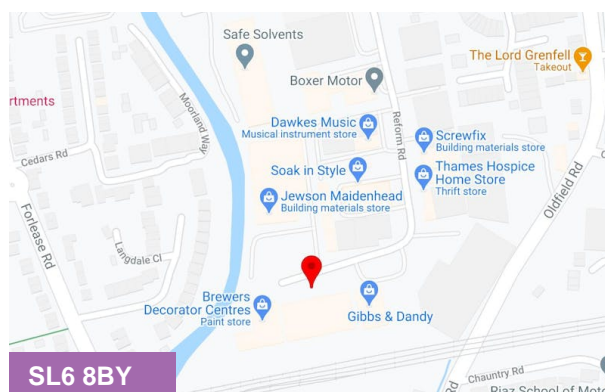 Safe Solvents
The Lord Grenfell
Takeout
Boxer Motor
artments
Moorland Way
Dawkes Music
Musical instrument store
Reform Rd
Screwfix
Building materials store
Cedars Rd
Soak in Style
Thames Hospice
Home Store
Thrift store
Oldfield Rd
Jewson Maidenhead
Building materials store
Forlease Rd
Langdale Cl
Brewers
Decorator Centres
Paint store
Gibbs & Dandy
Rd
Chauntry Rd
SL6 8BY
Riaz School of Moto